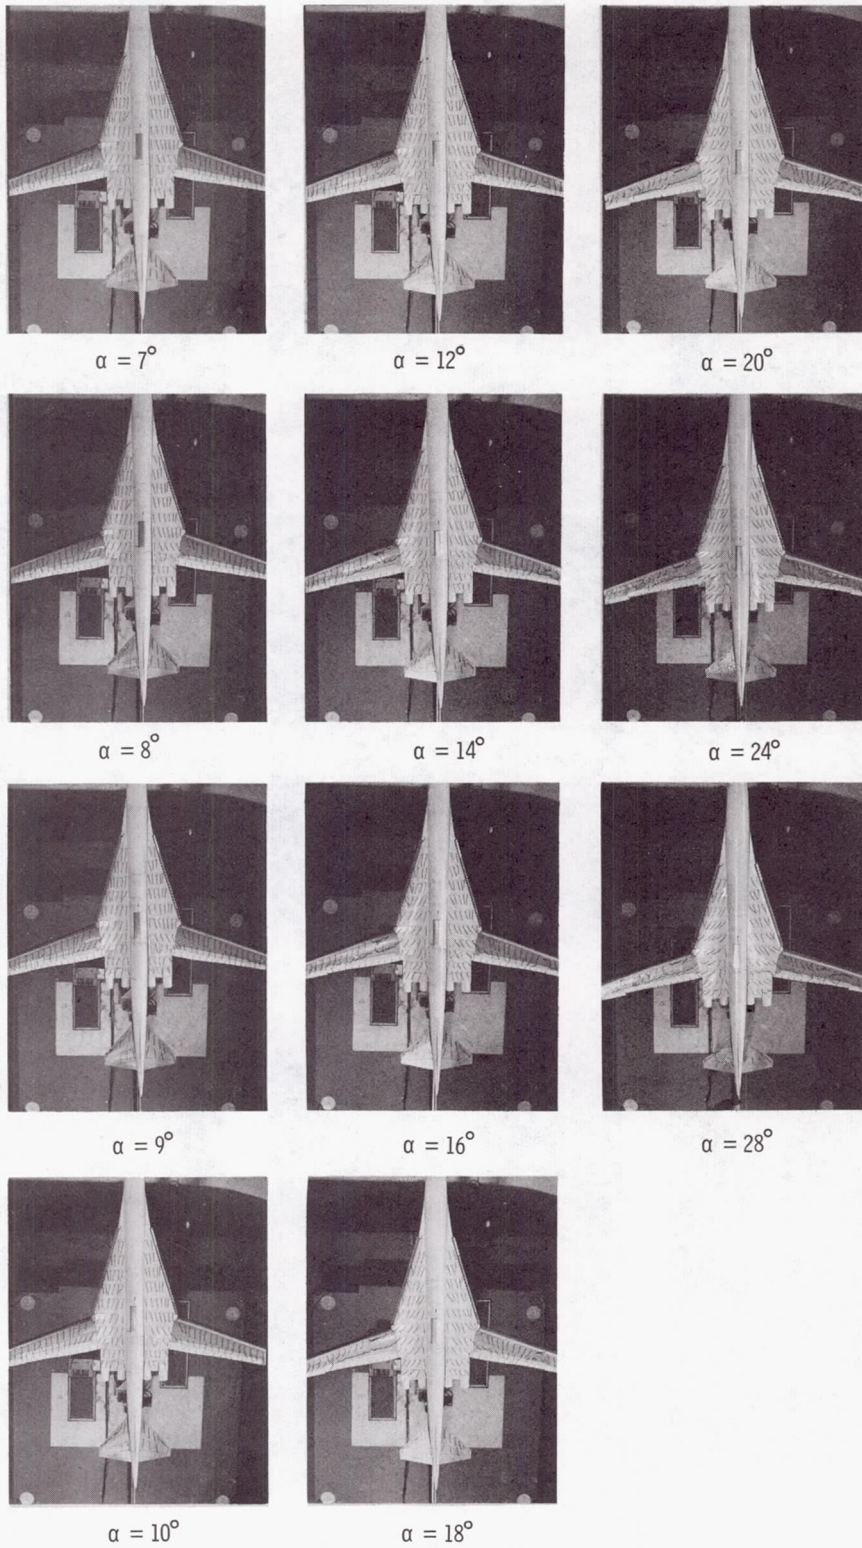 α = 7°
α = 12°
α = 20°
α = 8°
α = 14°
α = 24°
α = 9°
α = 16°
α = 28°
α = 10°
α = 18°